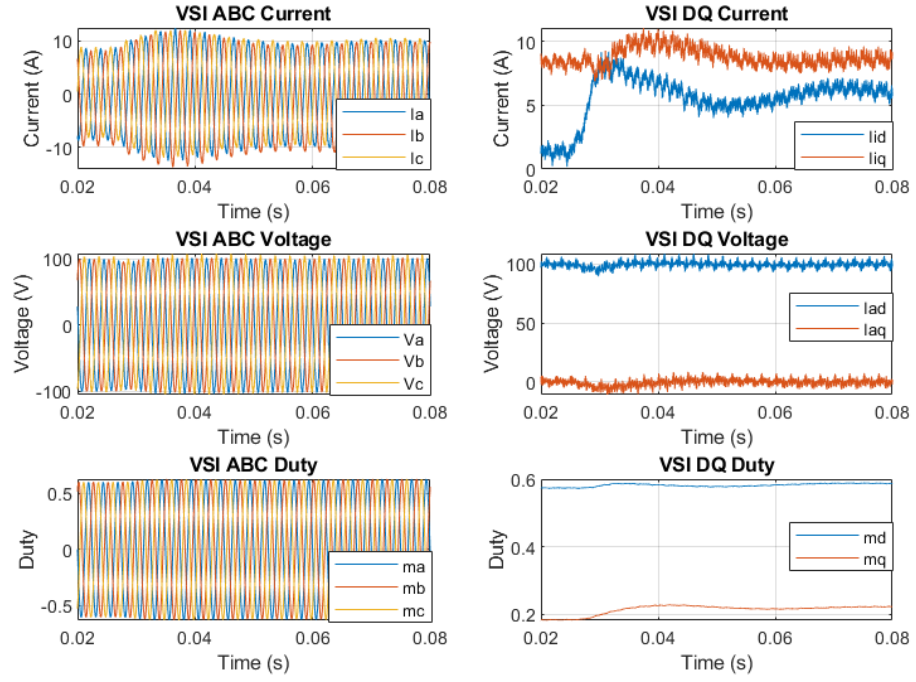 VSI ABC Current
Current (A)
10
0
-10
Ia
Ib
Ic
0.02
0.04
0.06
0.08
Time (s)
VSI DQ Current
Current (A)
10
5
0
Iid
Iiq
0.02
0.04
0.06
0.08
Time (s)
VSI ABC Voltage
Voltage (V)
100
0
-100
Va
Vb
Vc
0.02
0.04
0.06
0.08
Time (s)
VSI DQ Voltage
Voltage (V)
100
50
0
Iad
Iaq
0.02
0.04
0.06
0.08
Time (s)
VSI ABC Duty
Duty
0.5
0
-0.5
ma
mb
mc
0.02
0.04
0.06
0.08
Time (s)
VSI DQ Duty
Duty
0.6
0.4
0.2
md
mq
0.02
0.04
0.06
0.08
Time (s)